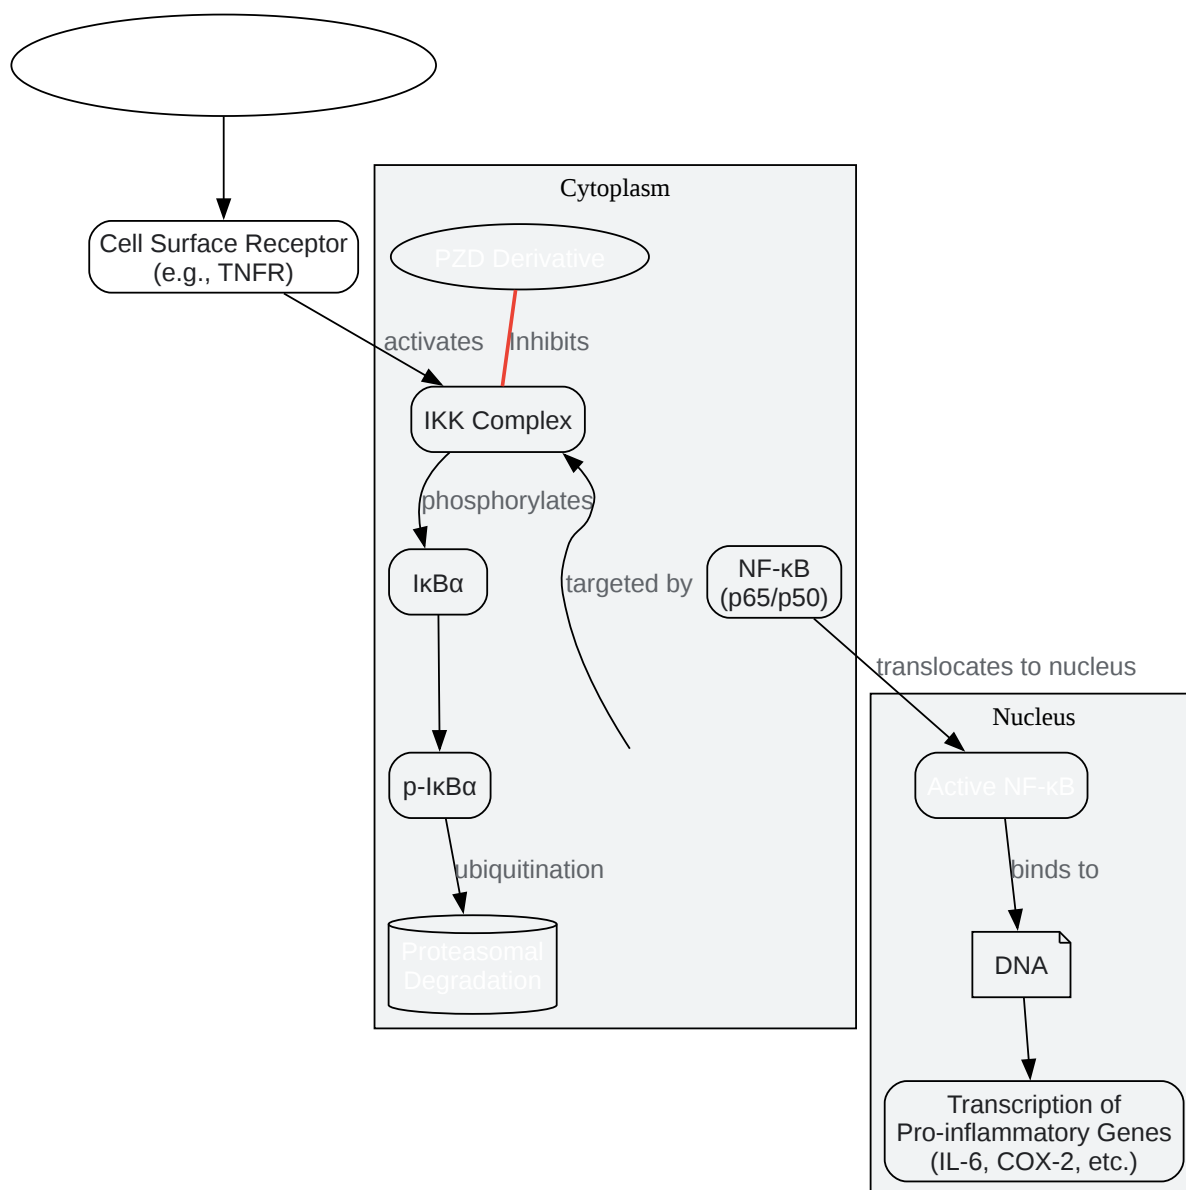 Cytoplasm
PZD Derivative
Cell Surface Receptor
(e.g., TNFR)
activates
Inhibits
IKK Complex
phosphorylates
IκBα
targeted by
NF-κB
(p65/p50)
translocates to nucleus
Nucleus
p-IκBα
Active NF-κB
ubiquitination
binds to
Proteasomal
Degradation
DNA
Transcription of
Pro-inflammatory Genes
(IL-6, COX-2, etc.)